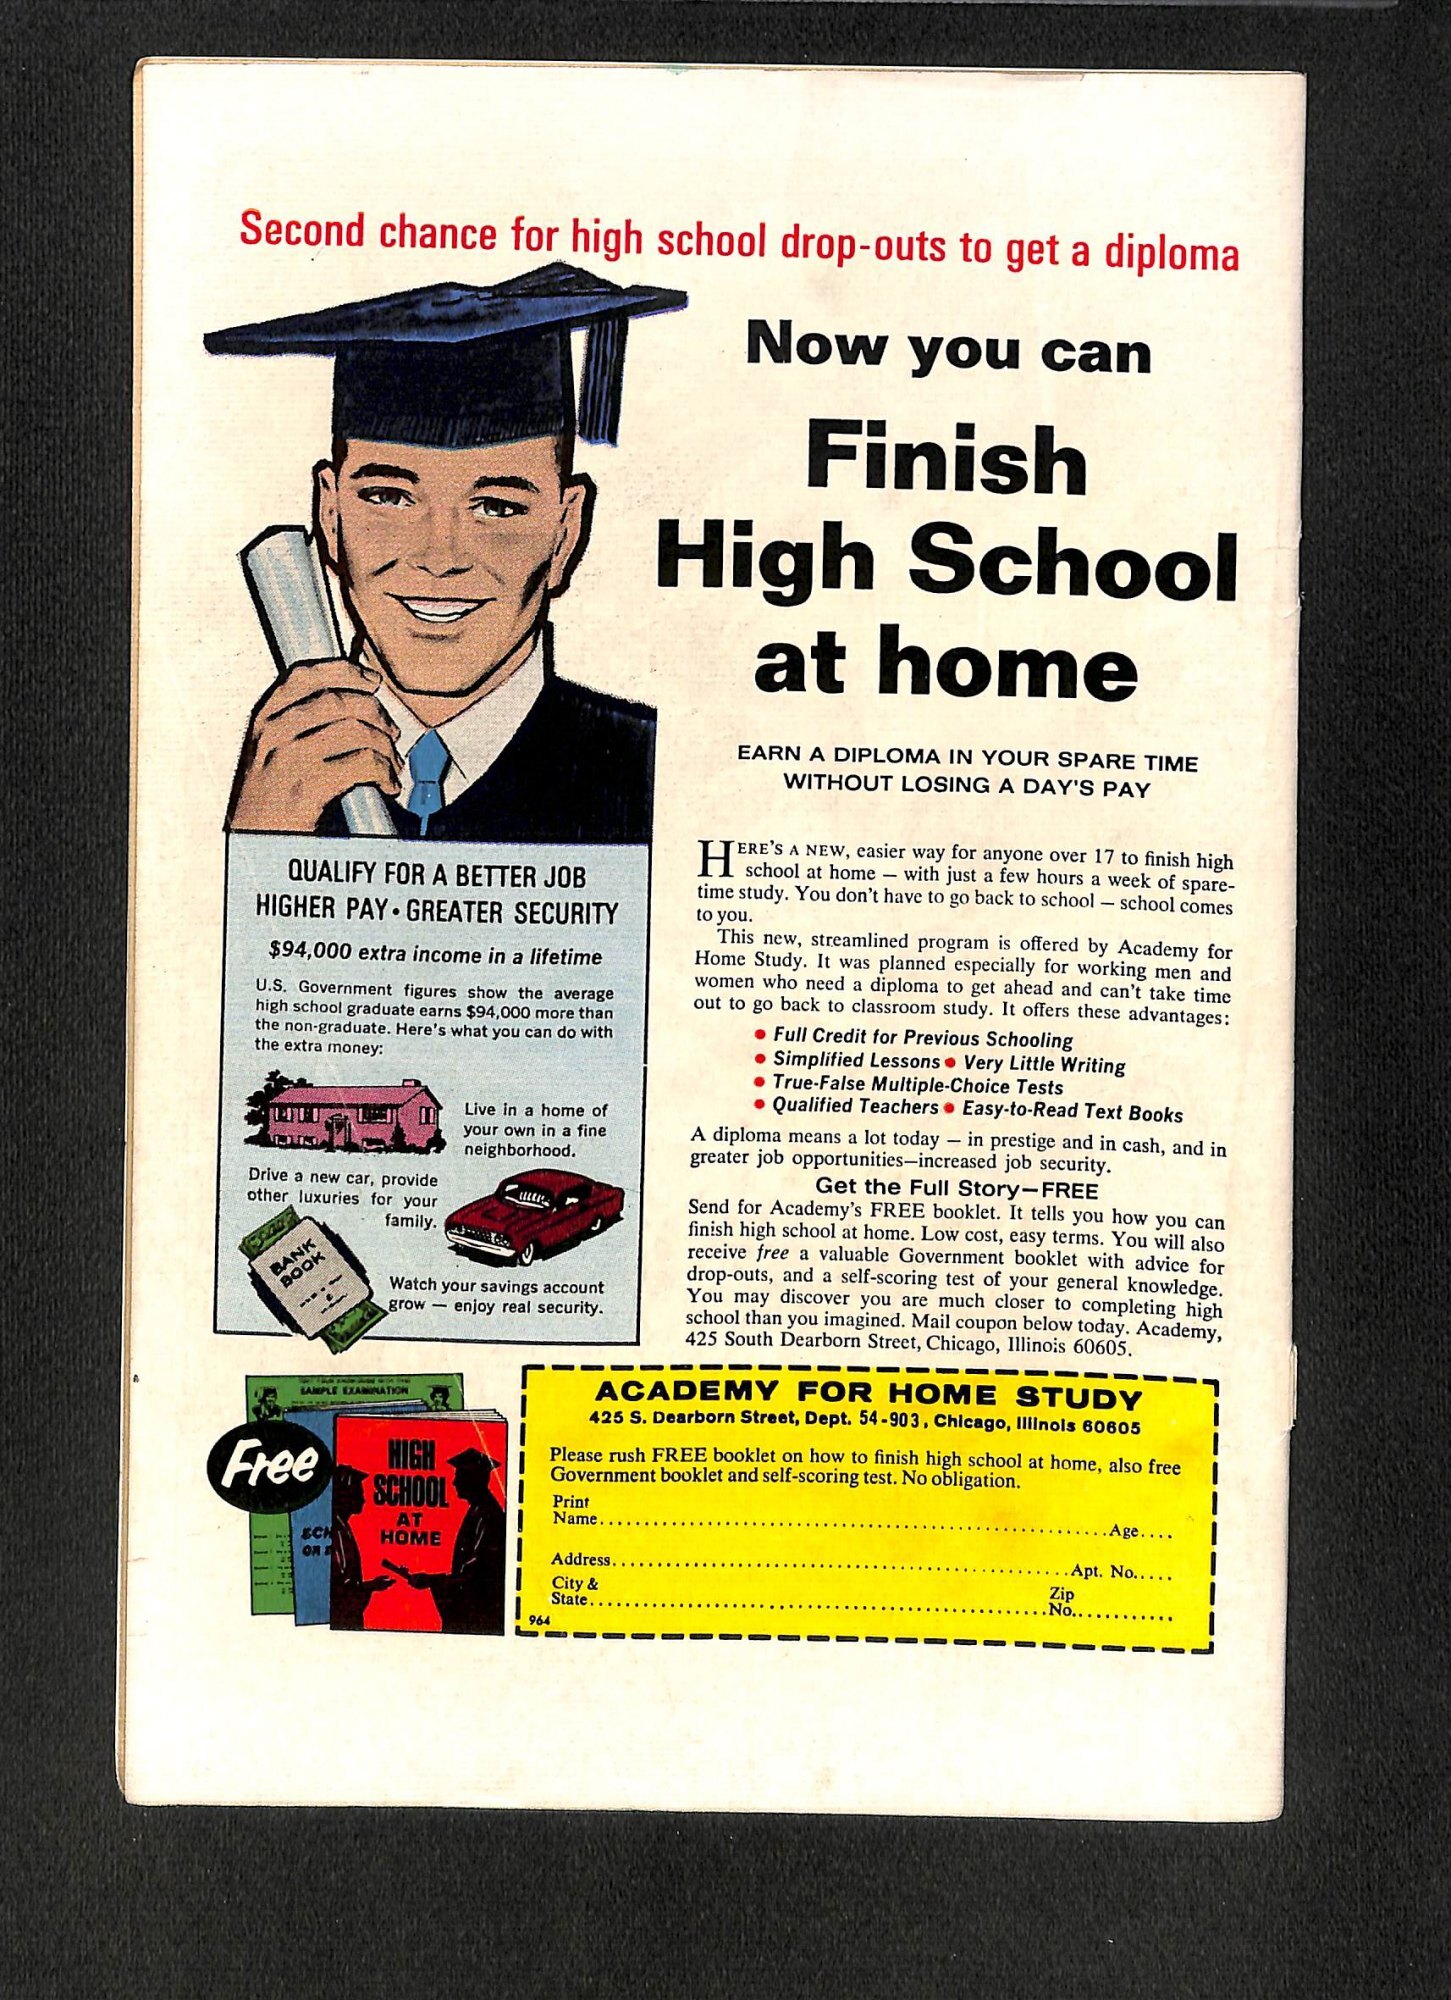 Second chance for high school drop-outs to get a diploma
Now you can
Finish
High School
at home
EARN A DIPLOMA IN YOUR SPARE TIME
WITHOUT LOSING A DAY'S PAY
HERE'S A NEW, easier way for anyone over 17 to finish high
school at home — with just a few hours a week of spare-
time study. You don't have to go back to school — school comes
to you.
This new, streamlined program is offered by Academy for
Home Study. It was planned especially for working men and
women who need a diploma to get ahead and can't take time
out to go back to classroom study. It offers these advantages:
• Full Credit for Previous Schooling
• Simplified Lessons • Very Little Writing
• True-False Multiple-Choice Tests
• Qualified Teachers • Easy-to-Read Text Books
A diploma means a lot today — in prestige and in cash, and in
greater job opportunities—increased job security.
Get the Full Story—FREE
Send for Academy's FREE booklet. It tells you how you can
finish high school at home. Low cost, easy terms. You will also
receive free a valuable Government booklet with advice for
drop-outs, and a self-scoring test of your general knowledge.
You may discover you are much closer to completing high
school than you imagined. Mail coupon below today. Academy,
425 South Dearborn Street, Chicago, Illinois 60605.
QUALIFY FOR A BETTER JOB
HIGHER PAY • GREATER SECURITY
$94,000 extra income in a lifetime
U.S. Government figures show the average
high school graduate earns $94,000 more than
the non-graduate. Here's what you can do with
the extra money:
Live in a home of
your own in a fine
neighborhood.
Drive a new car, provide
other luxuries for your
family.
BANK
BOOK
Watch your savings account
grow — enjoy real security.
SAMPLE EXAMINATION
Free
HIGH
SCHOOL
AT
HOME
ACADEMY FOR HOME STUDY
425 S. Dearborn Street, Dept. 54-903, Chicago, Illinois 60605
Please rush FREE booklet on how to finish high school at home, also free
Government booklet and self-scoring test. No obligation.
Print
Name........Age....
Address........Apt. No.....
City & Zip
State........No...........
964